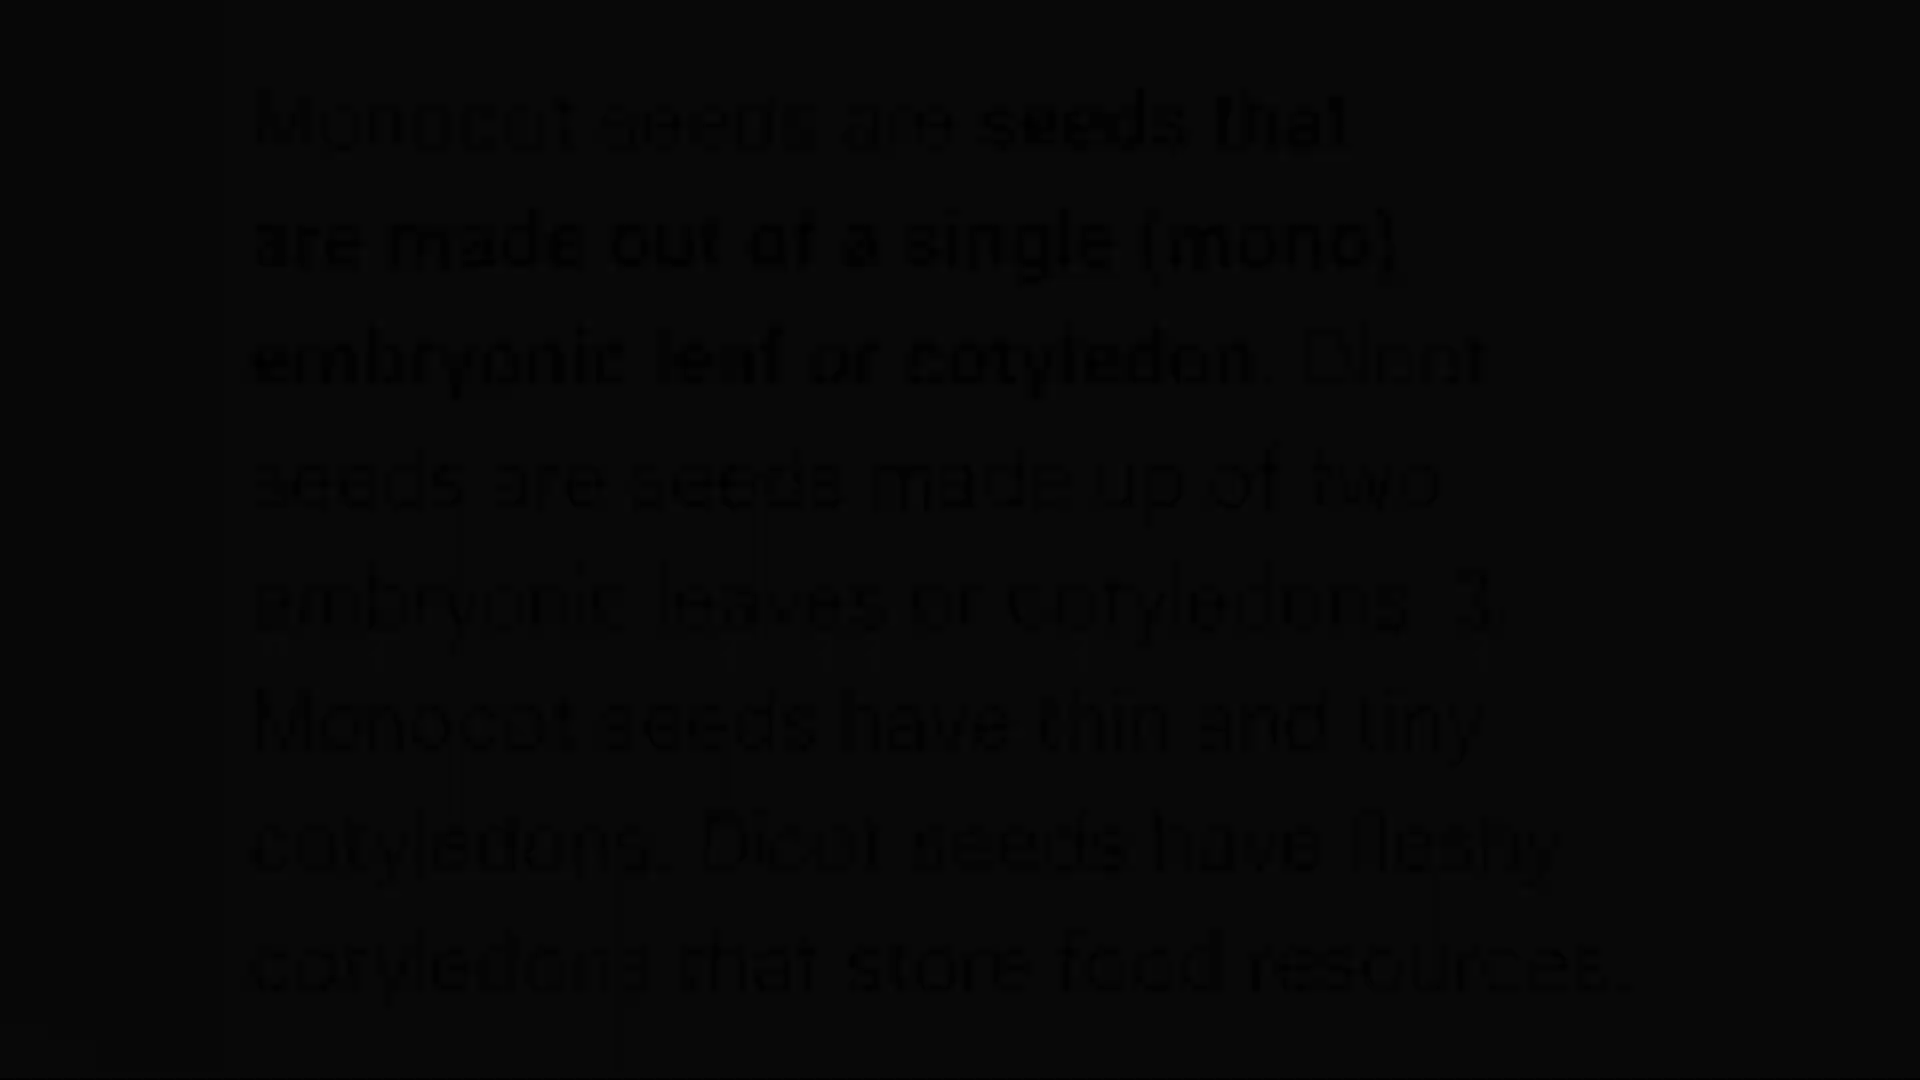 Monocot seeds are seeds that
are made out of a single (mono)
embryonic leaf or cotyledon. Dicot
seeds are seeds made up of two
embryonic leaves or cotyledons. 3.
Monocot seeds have thin and tiny
cotyledons. Dicot seeds have fleshy
cotyledons that store food resources.